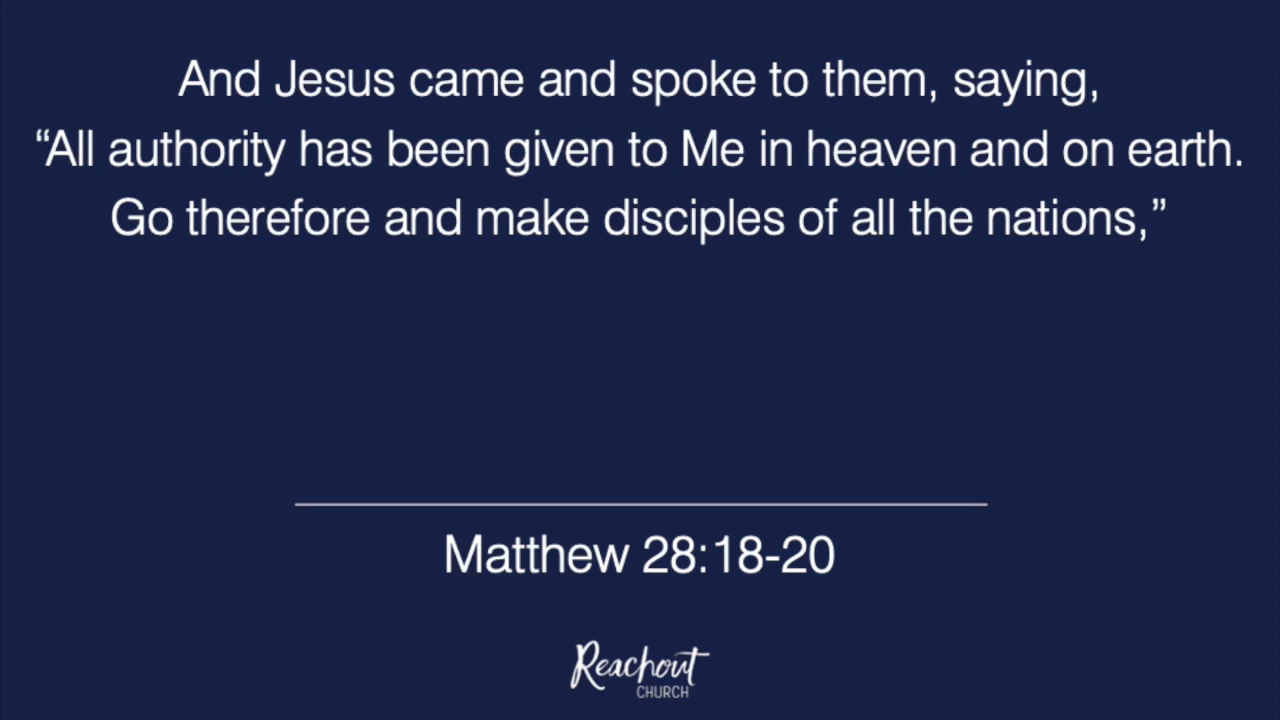 And Jesus came and spoke to them, saying,
“All authority has been given to Me in heaven and on earth.
Go therefore and make disciples of all the nations,”
Matthew 28:18-20
Reachout
CHURCH